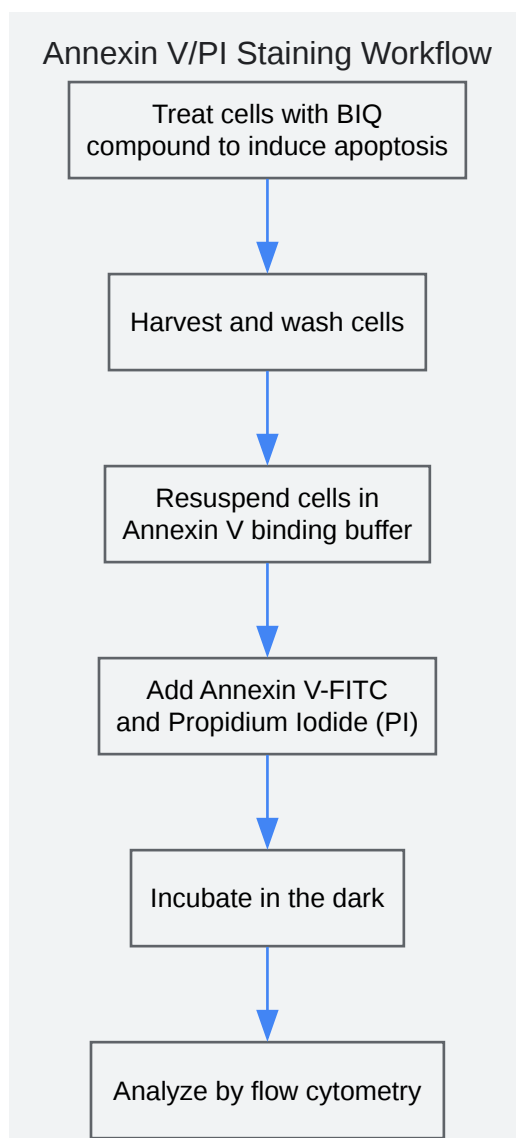 Annexin V/PI Staining Workflow
Treat cells with BIQ
compound to induce apoptosis
Harvest and wash cells
Resuspend cells in
Annexin V binding buffer
Add Annexin V-FITC
and Propidium Iodide (PI)
Incubate in the dark
Analyze by flow cytometry